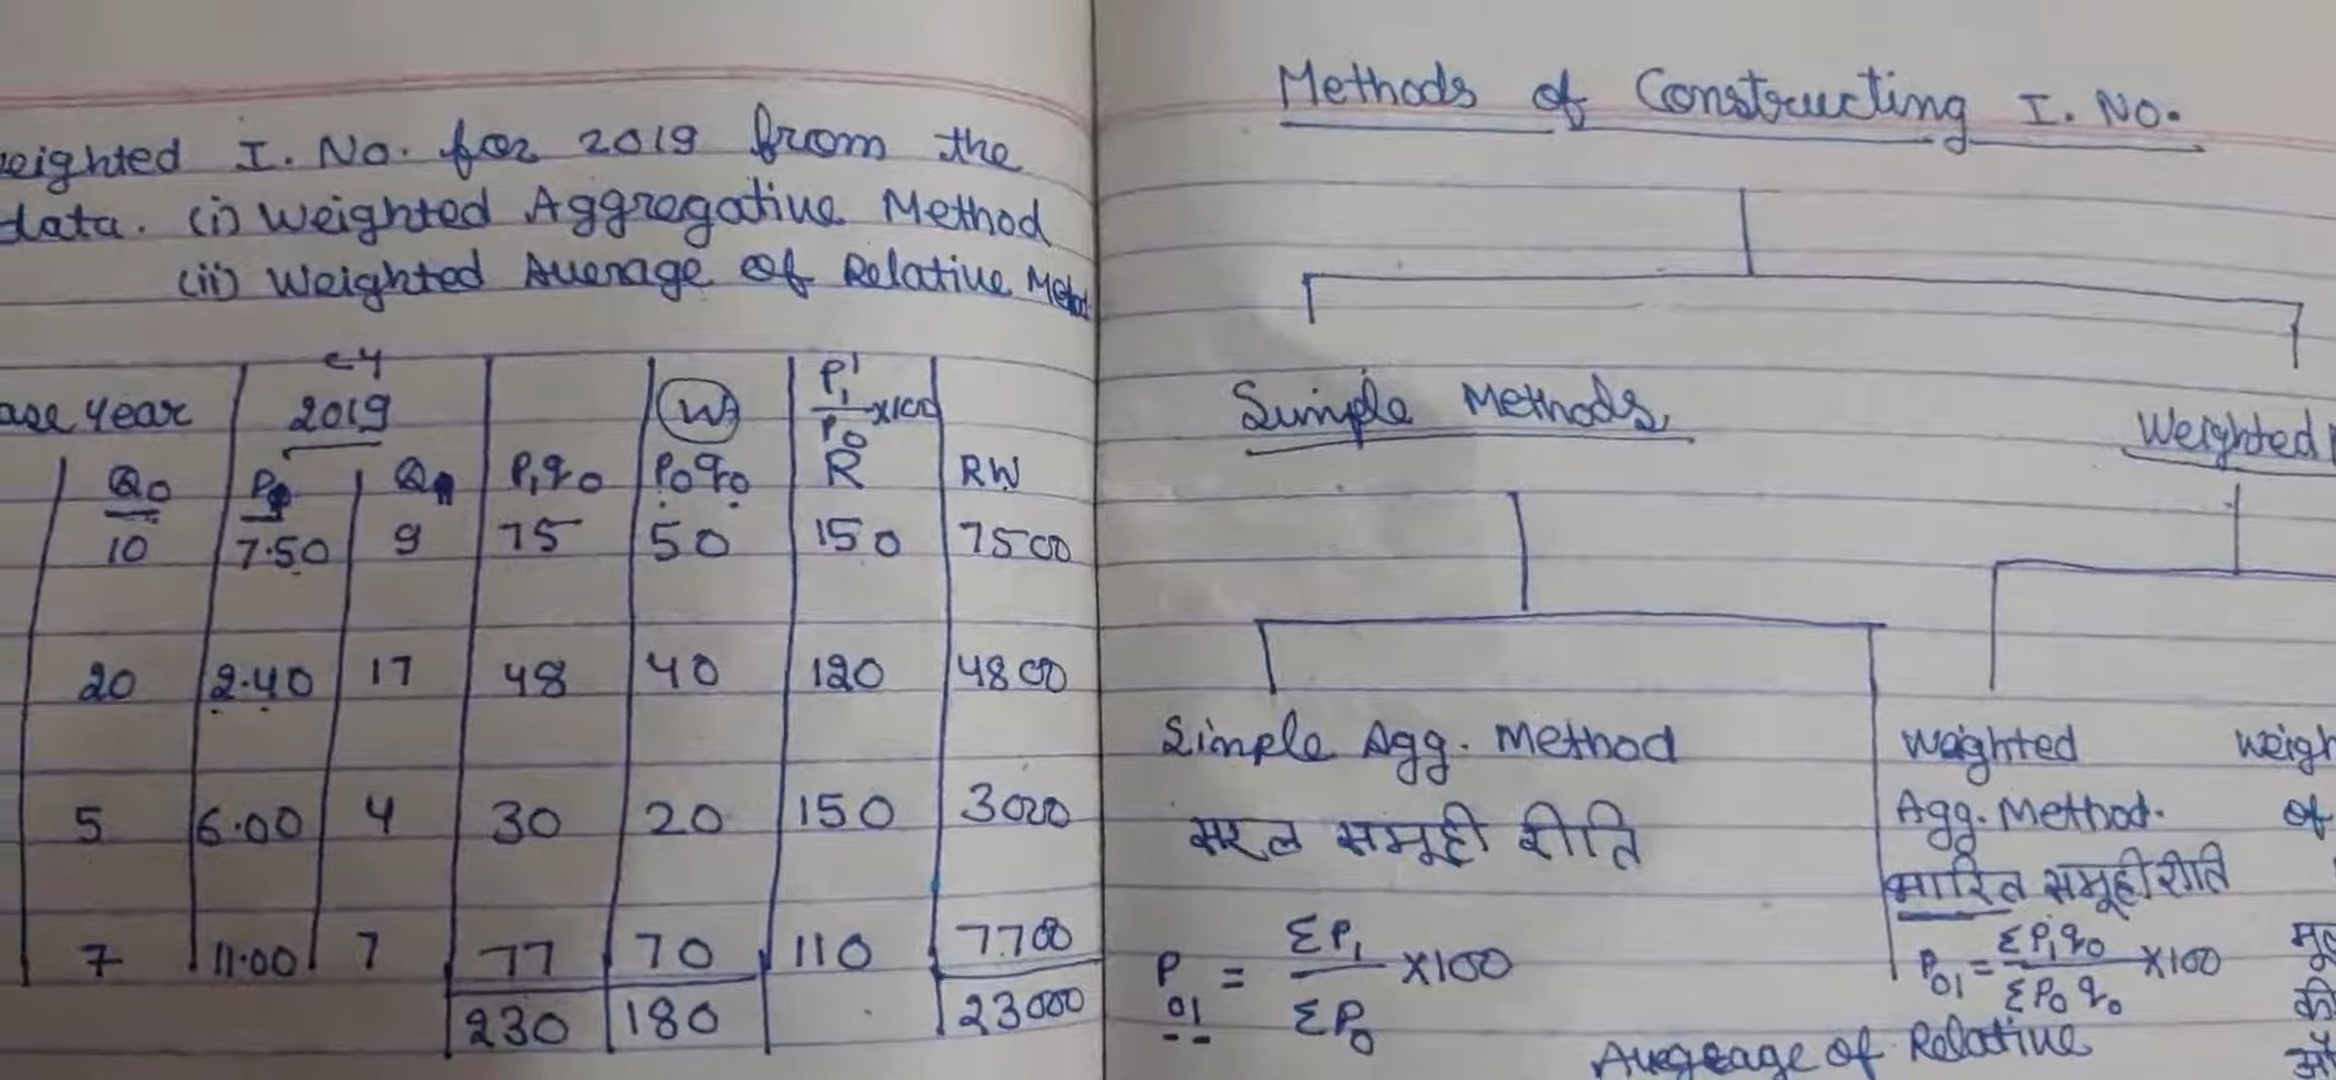 eighted I. No. for 2019 from the
data. (i) Weighted Aggregative Method
(ii) Weighted Average of Relative
cy
ase year 2019 (W) P1/P0 x100
Q0 P1 Q1 P1q0 P0q0 R RW
10 7.50 9 75 50 150 7500
20 2.40 17 48 40 120 4800
5 6.00 4 30 20 150 3000
7 11.00 7 77 70 110 7700
230 180 23000
Methods of Constructing I. No.
Simple Methods,
Weighted
Simple Agg. Method
सरल समूही रीति
P01 = ΣP1/ΣP0 x100
Weighted
Agg. Method.
भारित समूही रीति
P01 = ΣP1q0/ΣP0q0 x100
Weigh
of
Average of Relative